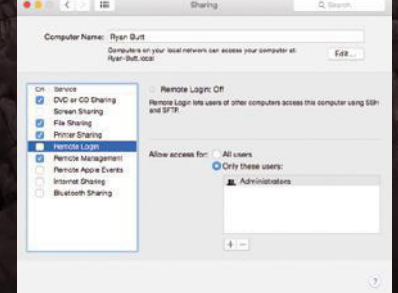 Sharing
Search
Computer Name: Ryan Butt
Computers on your local network can access your computer at:
Ryan-Butt.local
Edit...
On Service
DVD or CD Sharing
Screen Sharing
File Sharing
Printer Sharing
Remote Login
Remote Management
Remote Apple Events
Internet Sharing
Bluetooth Sharing
Remote Login: Off
Remote Login lets users of other computers access this computer using SSH
and SFTP.
Allow access for: All users
Only these users:
Administrators
+ −
?